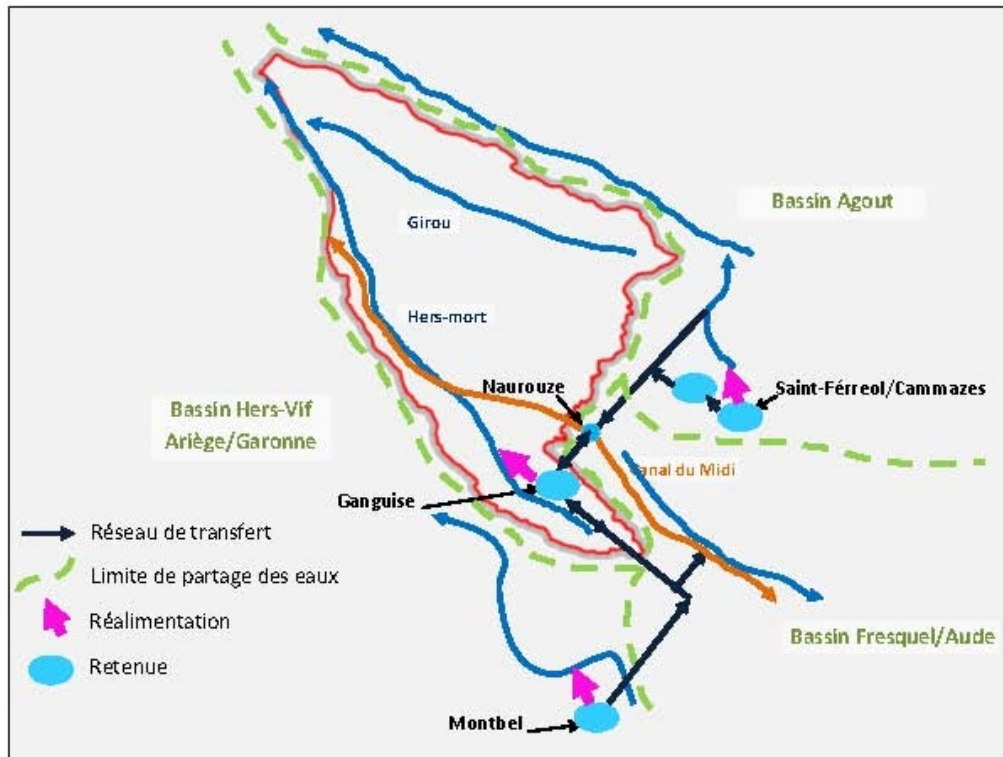 Bassin Agout
Girou
Hers-mort
Naurouze
Saint-Férreol/Cammazes
Bassin Hers-Vif
Ariège/Garonne
anal du Midi
Ganguise
Réseau de transfert
Limite de partage des eaux
Réalimentation
Bassin Fresquel/Aude
Retenue
Montbel